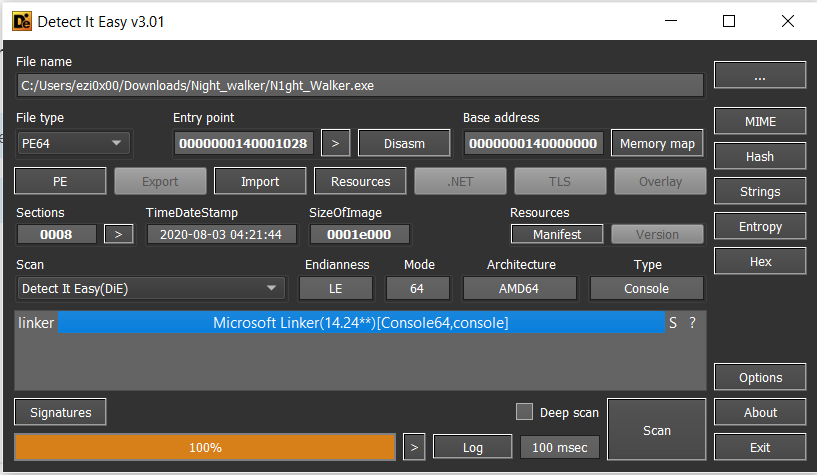 Detect It Easy v3.01
File name
C:/Users/ezi0x00/Downloads/Night_walker/N1ght_Walker.exe
...
File type Entry point Base address
PE64 0000000140001028 > Disasm 0000000140000000 Memory map MIME
Hash
PE Export Import Resources .NET TLS Overlay
Strings
Sections TimeDateStamp SizeOfImage Resources
0008 > 2020-08-03 04:21:44 0001e000 Manifest Version Entropy
Scan Endianness Mode Architecture Type Hex
Detect It Easy(DiE) LE 64 AMD64 Console
linker Microsoft Linker(14.24**)[Console64,console] S ?
Options
Signatures Deep scan About
Scan
100% > Log 100 msec Exit